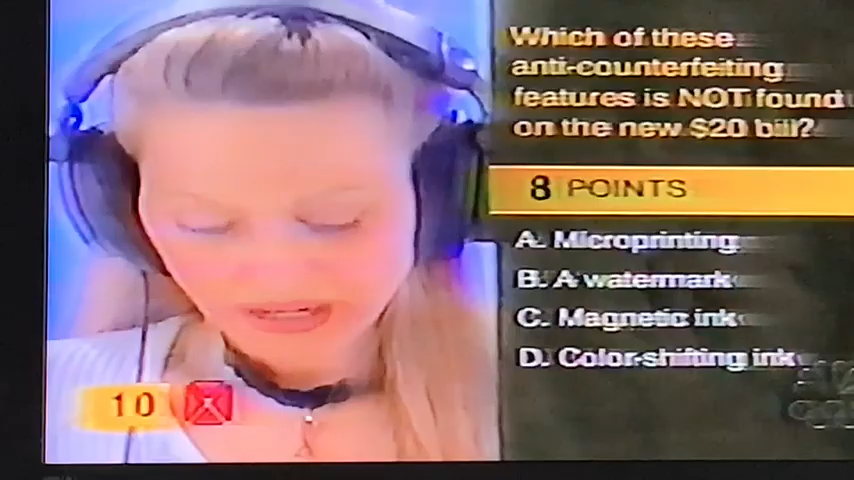 Which of these
anti-counterfeiting
features is NOT found
on the new $20 bill?
8 POINTS
A. Microprinting
B. A watermark
C. Magnetic ink
D. Color-shifting ink
10